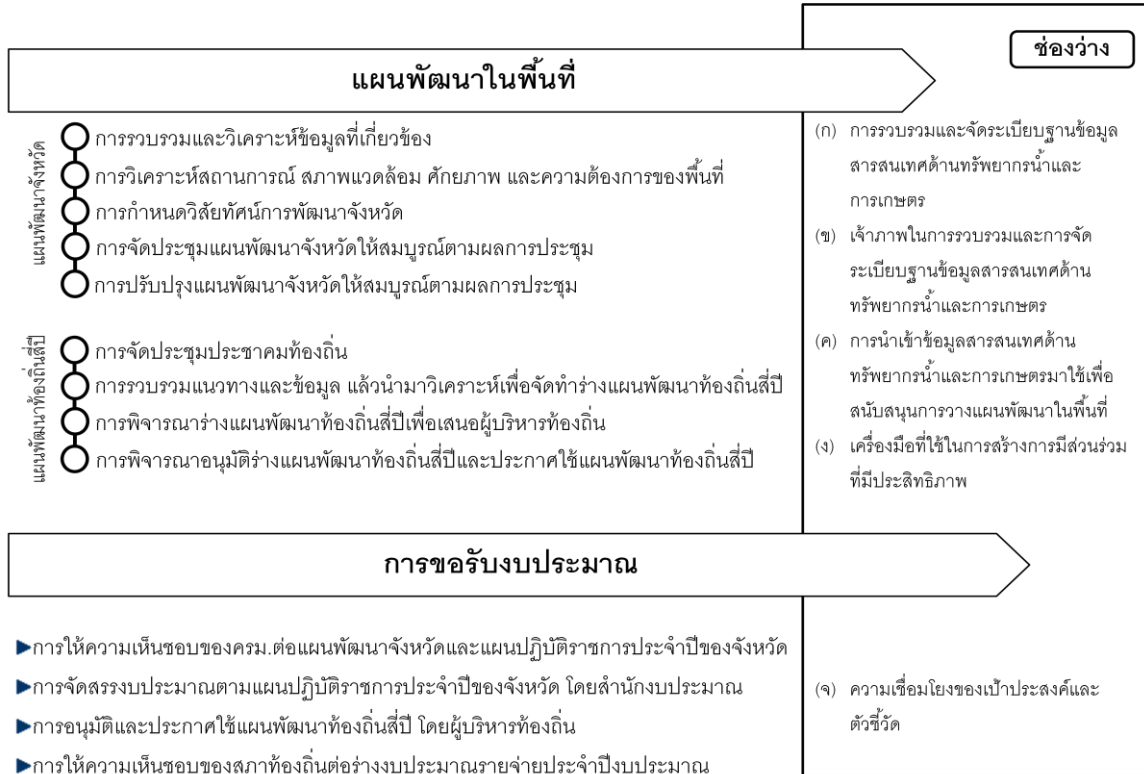 ช่องว่าง
แผนพัฒนาในพื้นที่
แผนพัฒนาจังหวัด
การรวบรวมและวิเคราะห์ข้อมูลที่เกี่ยวข้อง
การวิเคราะห์สถานการณ์ สภาพแวดล้อม ศักยภาพ และความต้องการของพื้นที่
การกำหนดวิสัยทัศน์การพัฒนาจังหวัด
การจัดประชุมแผนพัฒนาจังหวัดให้สมบูรณ์ตามผลการประชุม
การปรับปรุงแผนพัฒนาจังหวัดให้สมบูรณ์ตามผลการประชุม
แผนพัฒนาท้องถิ่นสี่ปี
การจัดประชุมประชาคมท้องถิ่น
การรวบรวมแนวทางและข้อมูล แล้วนำมาวิเคราะห์เพื่อจัดทำร่างแผนพัฒนาท้องถิ่นสี่ปี
การพิจารณาร่างแผนพัฒนาท้องถิ่นสี่ปีเพื่อเสนอผู้บริหารท้องถิ่น
การพิจารณาอนุมัติร่างแผนพัฒนาท้องถิ่นสี่ปีและประกาศใช้แผนพัฒนาท้องถิ่นสี่ปี
(ก) การรวบรวมและจัดระเบียบฐานข้อมูล
สารสนเทศด้านทรัพยากรน้ำและ
การเกษตร
(ข) เจ้าภาพในการรวบรวมและการจัด
ระเบียบฐานข้อมูลสารสนเทศด้าน
ทรัพยากรน้ำและการเกษตร
(ค) การนำเข้าข้อมูลสารสนเทศด้าน
ทรัพยากรน้ำและการเกษตรมาใช้เพื่อ
สนับสนุนการวางแผนพัฒนาในพื้นที่
(ง) เครื่องมือที่ใช้ในการสร้างการมีส่วนร่วม
ที่มีประสิทธิภาพ
การขอรับงบประมาณ
การให้ความเห็นชอบของครม.ต่อแผนพัฒนาจังหวัดและแผนปฏิบัติราชการประจำปีของจังหวัด
การจัดสรรงบประมาณตามแผนปฏิบัติราชการประจำปีของจังหวัด โดยสำนักงบประมาณ
การอนุมัติและประกาศใช้แผนพัฒนาท้องถิ่นสี่ปี โดยผู้บริหารท้องถิ่น
การให้ความเห็นชอบของสภาท้องถิ่นต่อร่างงบประมาณรายจ่ายประจำปีงบประมาณ
(จ) ความเชื่อมโยงของเป้าประสงค์และ
ตัวชี้วัด